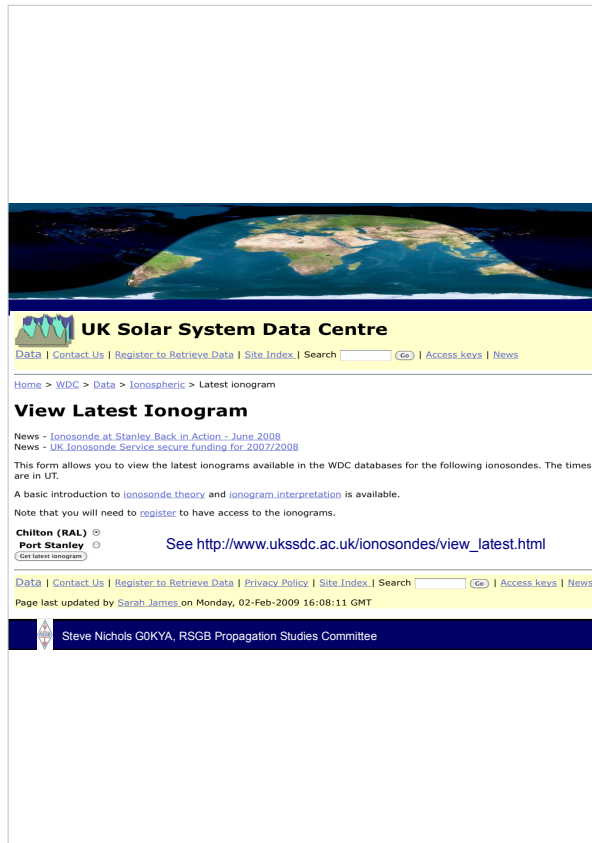 UK Solar System Data Centre
Data | Contact Us | Register to Retrieve Data | Site Index | Search Go | Access keys | News
Home > WDC > Data > Ionospheric > Latest ionogram
View Latest Ionogram
News - Ionosonde at Stanley Back in Action - June 2008
News - UK Ionosonde Service secure funding for 2007/2008
This form allows you to view the latest ionograms available in the WDC databases for the following ionosondes. The times
are in UT.
A basic introduction to ionosonde theory and ionogram interpretation is available.
Note that you will need to register to have access to the ionograms.
Chilton (RAL)
Port Stanley
See http://www.ukssdc.ac.uk/ionosondes/view_latest.html
Get latest ionogram
Data | Contact Us | Register to Retrieve Data | Privacy Policy | Site Index | Search Go | Access keys | News
Page last updated by Sarah James on Monday, 02-Feb-2009 16:08:11 GMT
Steve Nichols G0KYA, RSGB Propagation Studies Committee